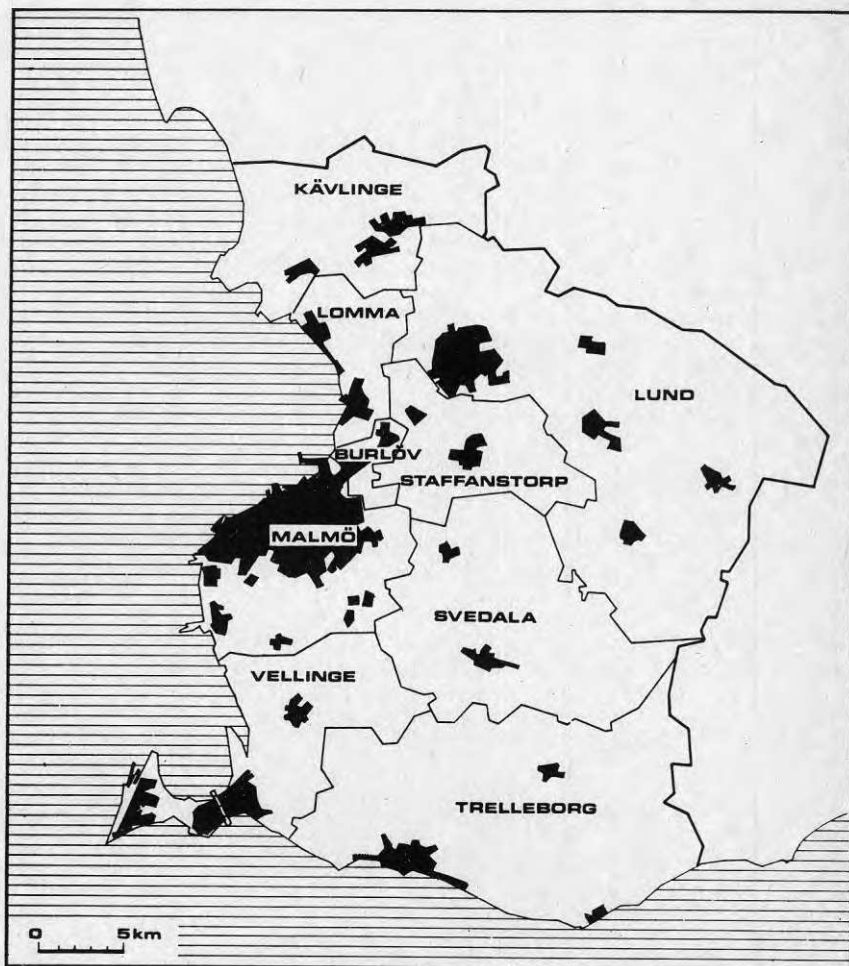 KÄVLINGE
LOMMA
LUND
BURLÖV
STAFFANSTORP
MALMÖ
SVEDALA
VELLINGE
TRELLEBORG
0 5km